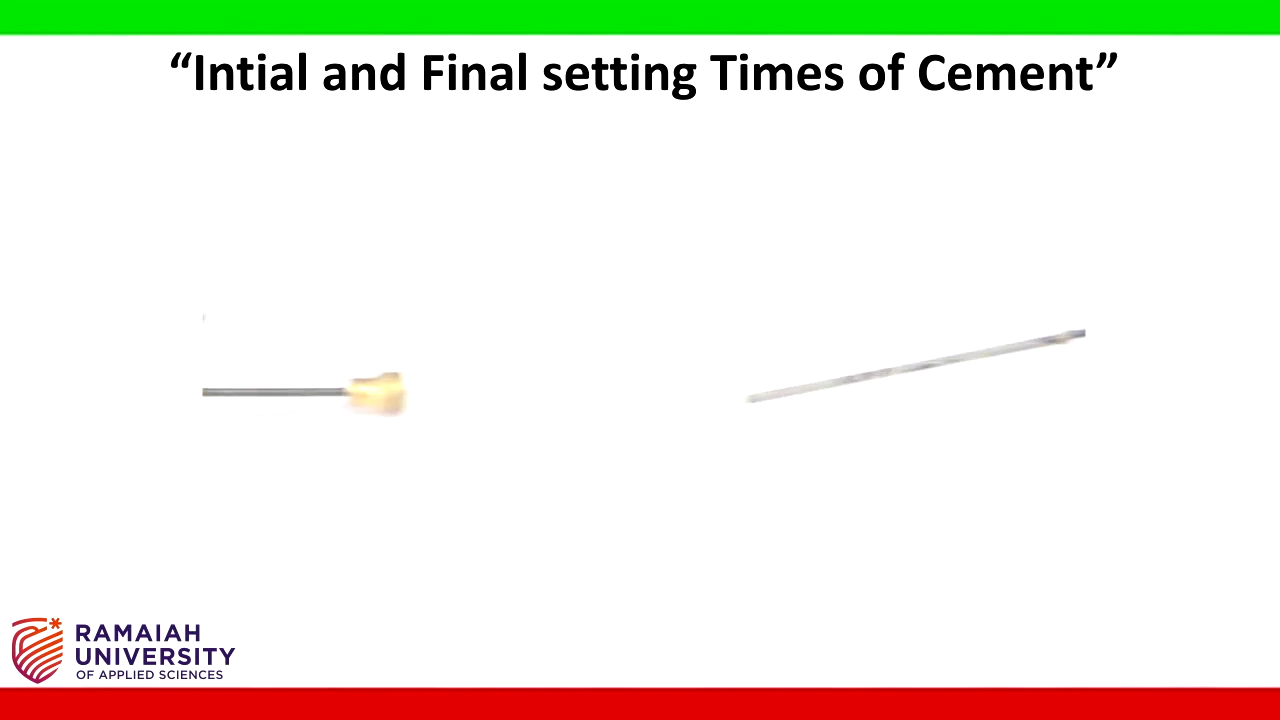 “Intial and Final setting Times of Cement”
RAMAIAH
UNIVERSITY
OF APPLIED SCIENCES